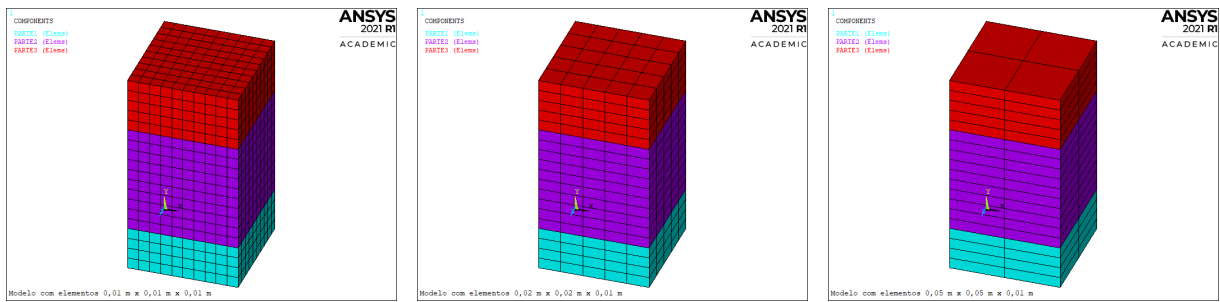 1
COMPONENTS
PARTE1 (Elems)
PARTE2 (Elems)
PARTE3 (Elems)
ANSYS
2021 R1
ACADEMIC
Y
X
Modelo com elementos 0,01 m x 0,01 m x 0,01 m
1
COMPONENTS
PARTE1 (Elems)
PARTE2 (Elems)
PARTE3 (Elems)
ANSYS
2021 R1
ACADEMIC
Y
X
Modelo com elementos 0,02 m x 0,02 m x 0,01 m
1
COMPONENTS
PARTE1 (Elems)
PARTE2 (Elems)
PARTE3 (Elems)
ANSYS
2021 R1
ACADEMIC
Y
X
Modelo com elementos 0,05 m x 0,05 m x 0,01 m